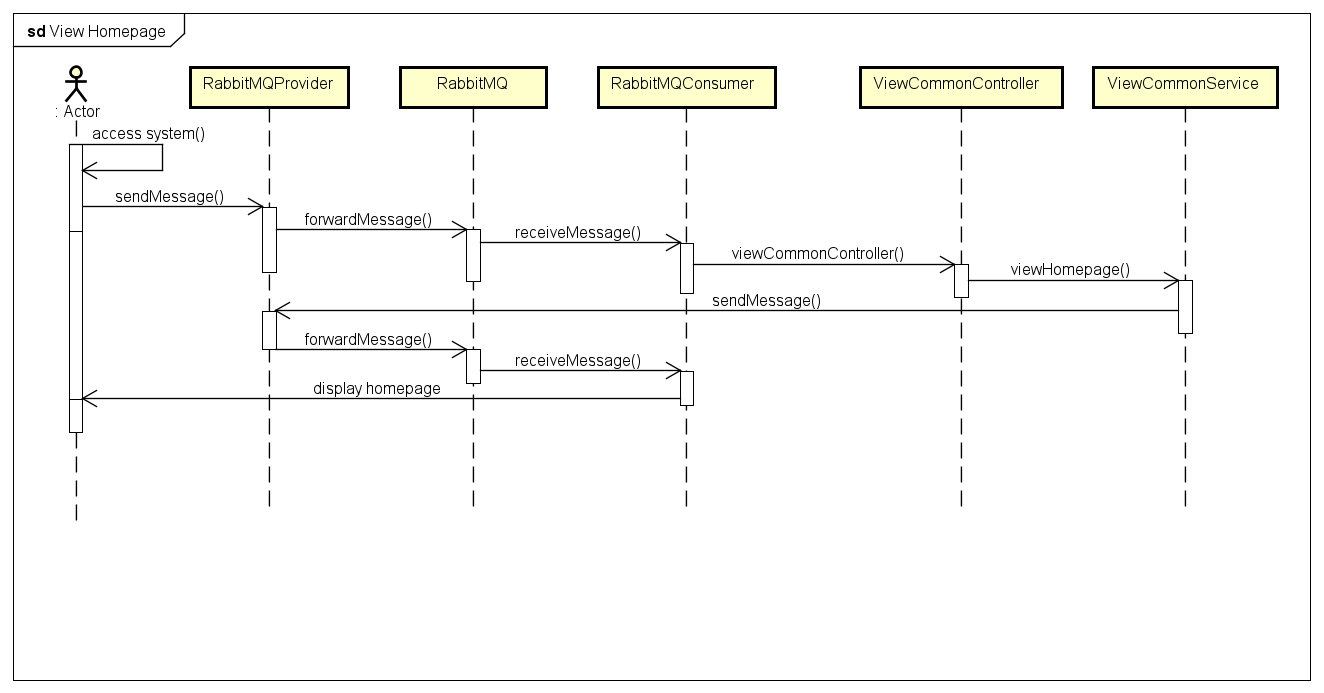 sd View Homepage
RabbitMQProvider
RabbitMQ
RabbitMQConsumer
ViewCommonController
ViewCommonService
: Actor
access system()
sendMessage()
forwardMessage()
receiveMessage()
viewCommonController()
viewHomepage()
sendMessage()
forwardMessage()
receiveMessage()
display homepage